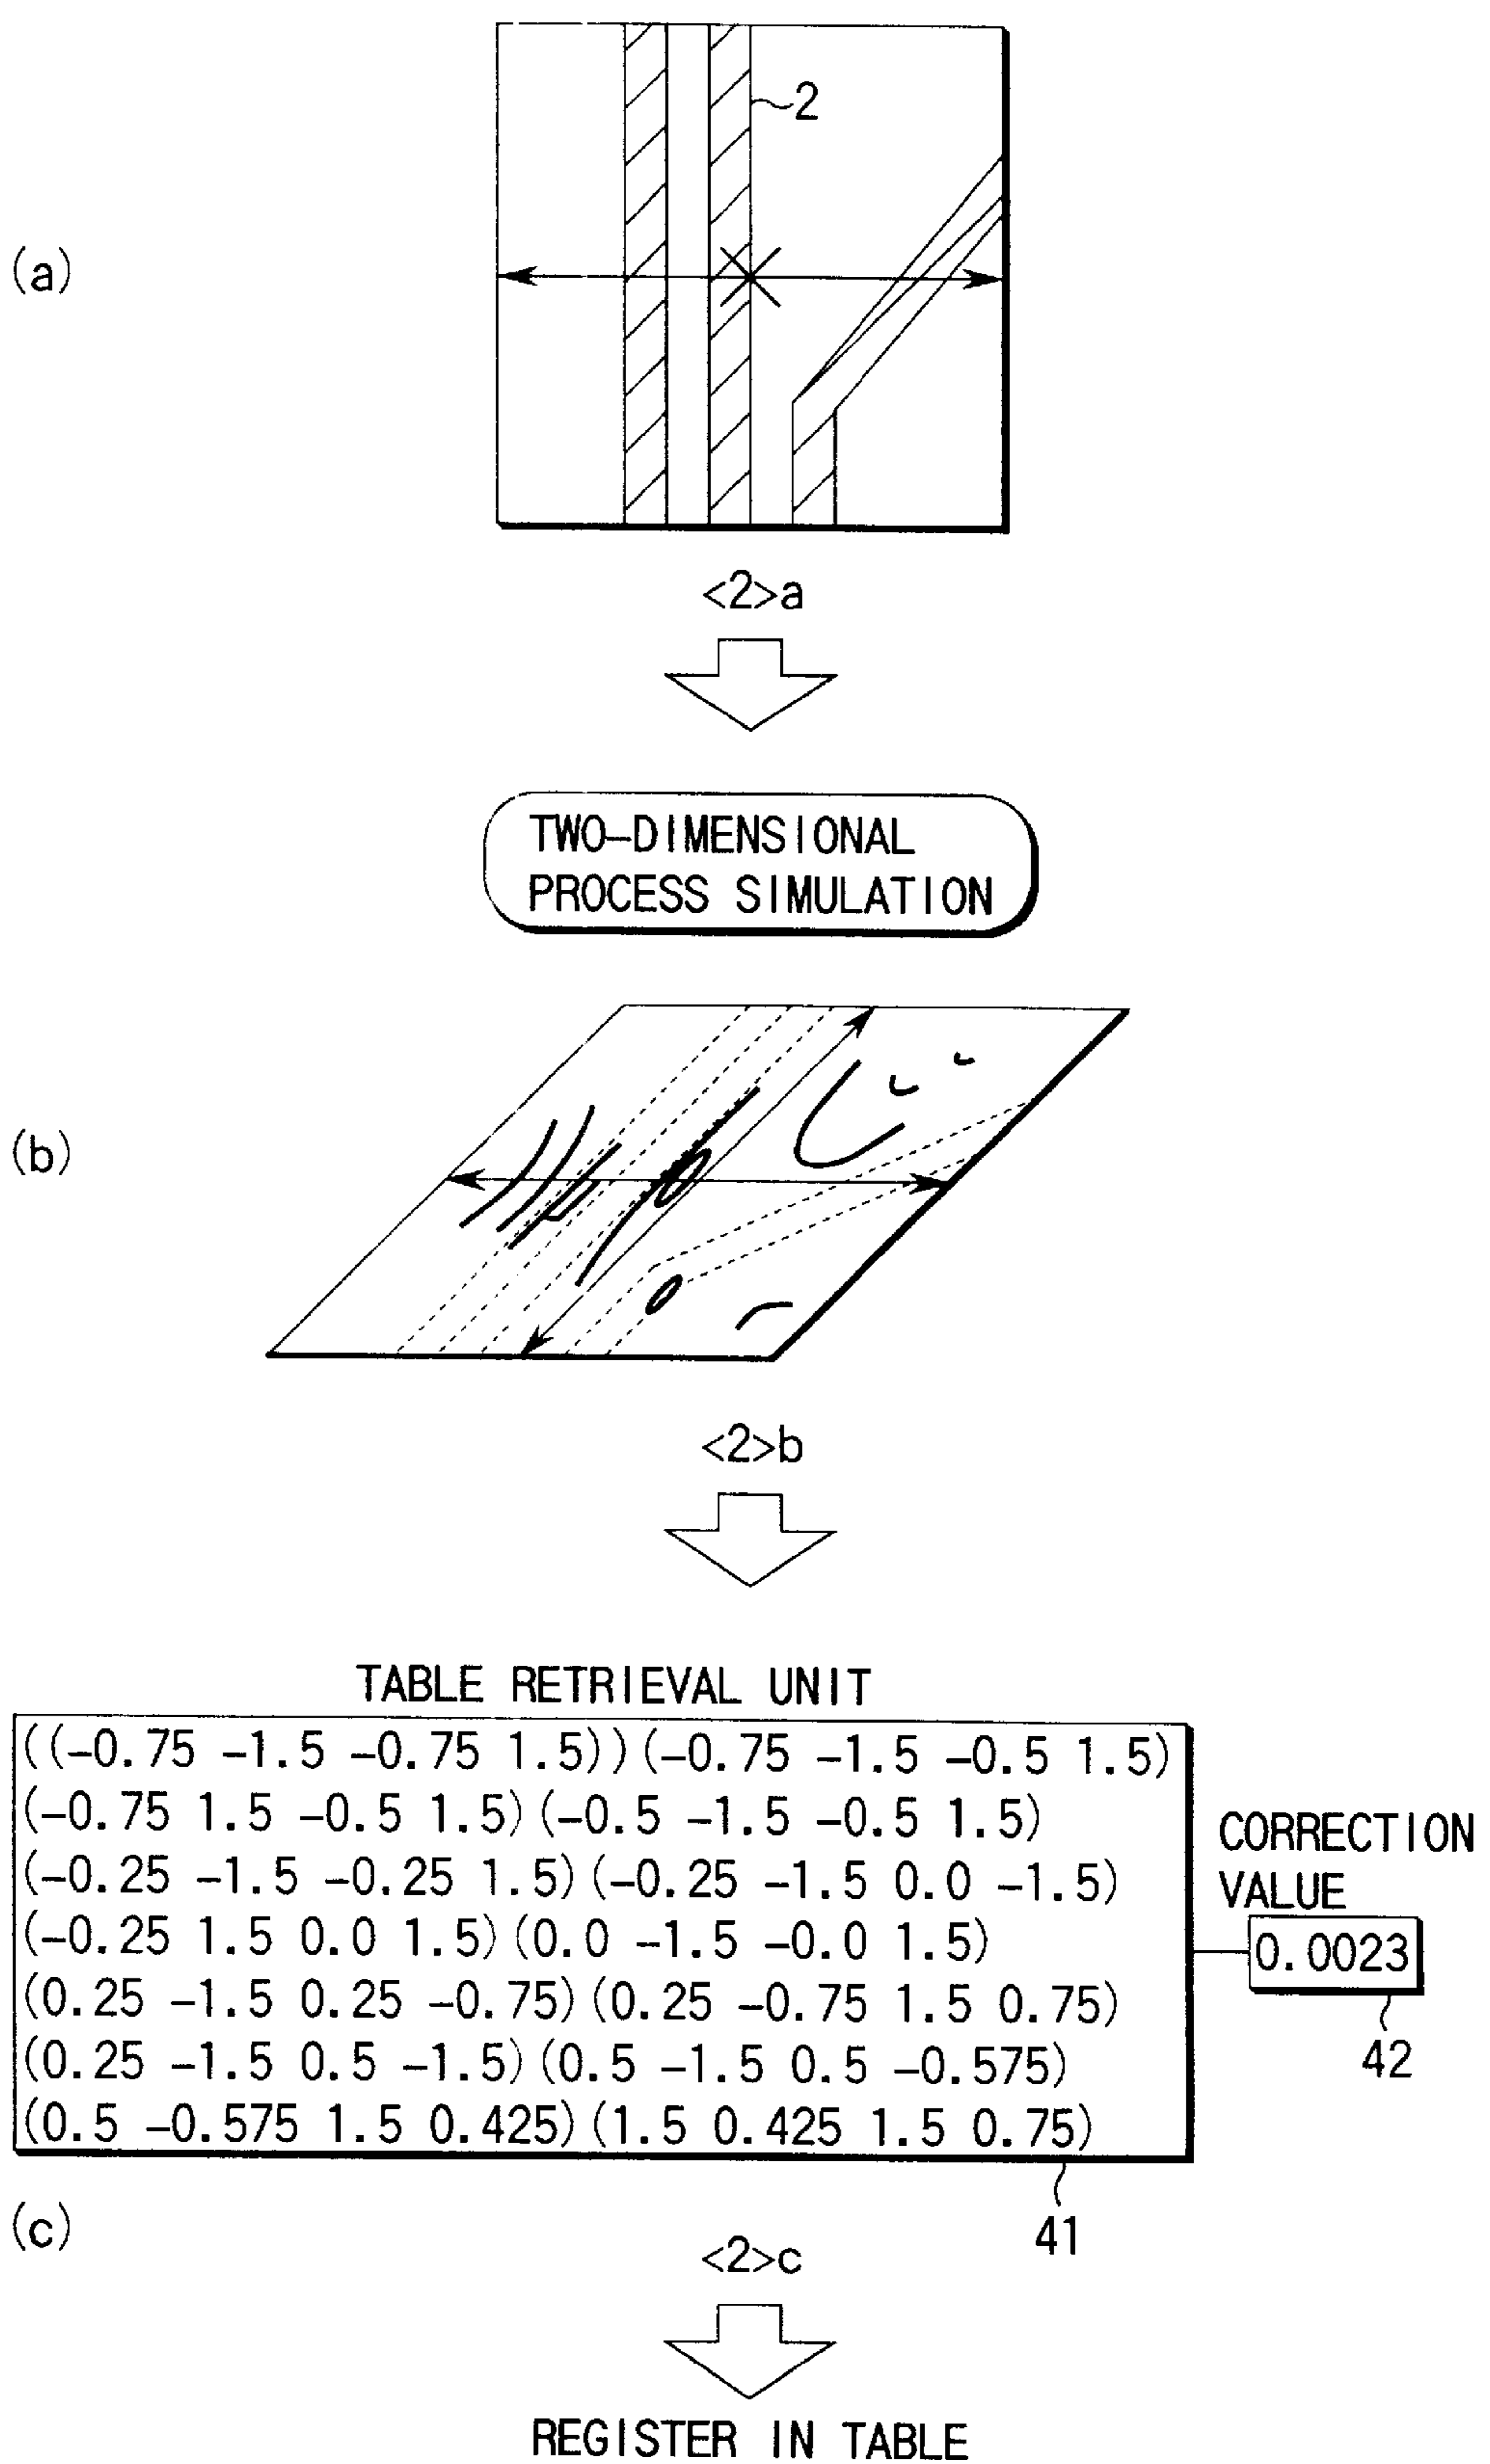 2
(a)
<2>a
TWO-DIMENSIONAL
PROCESS SIMULATION
(b)
<2>b
TABLE RETRIEVAL UNIT
((-0.75 -1.5 -0.75 1.5))(-0.75 -1.5 -0.5 1.5)
(-0.75 1.5 -0.5 1.5)(-0.5 -1.5 -0.5 1.5)
(-0.25 -1.5 -0.25 1.5)(-0.25 -1.5 0.0 -1.5)
(-0.25 1.5 0.0 1.5)(0.0 -1.5 -0.0 1.5)
(0.25 -1.5 0.25 -0.75)(0.25 -0.75 1.5 0.75)
(0.25 -1.5 0.5 -1.5)(0.5 -1.5 0.5 -0.575)
(0.5 -0.575 1.5 0.425)(1.5 0.425 1.5 0.75)
CORRECTION
VALUE
0.0023
42
41
(c)
<2>c
REGISTER IN TABLE